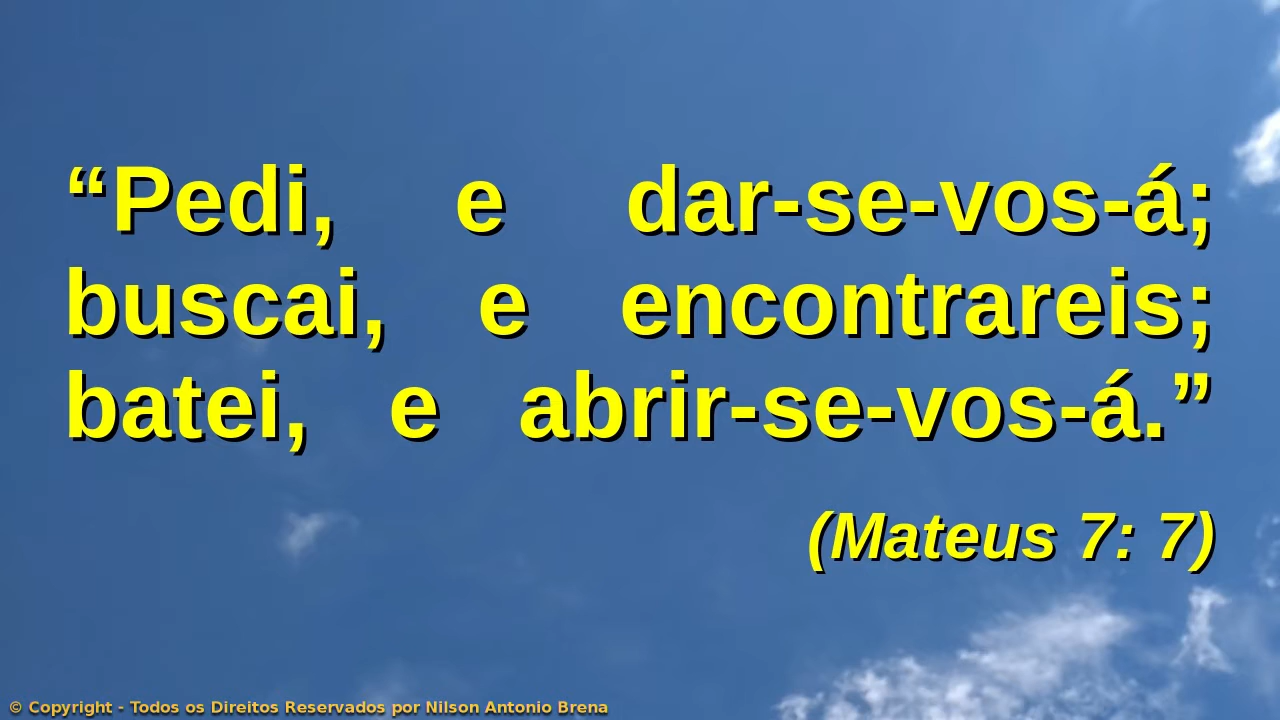 “Pedi, e dar-se-vos-á;
buscai, e encontrareis;
batei, e abrir-se-vos-á.”
(Mateus 7: 7)
© Copyright - Todos os Direitos Reservados por Nilson Antonio Brena